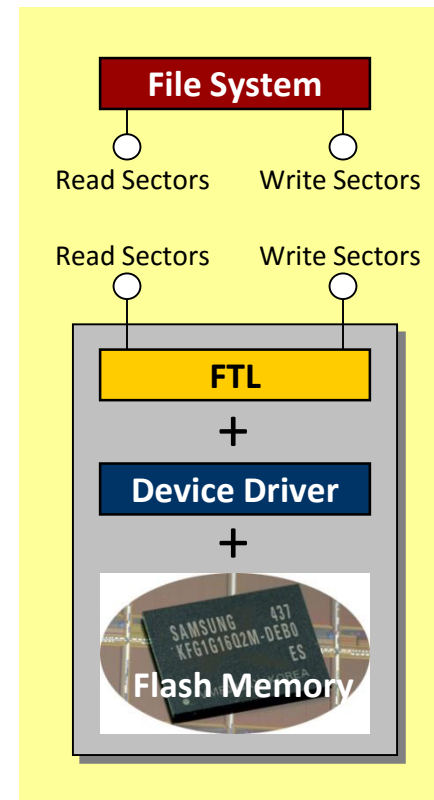 File System
Read Sectors Write Sectors
Read Sectors Write Sectors
FTL
+
Device Driver
+
SAMSUNG 437
KFG1G16Q2M-DEB0
ES
Flash Memory